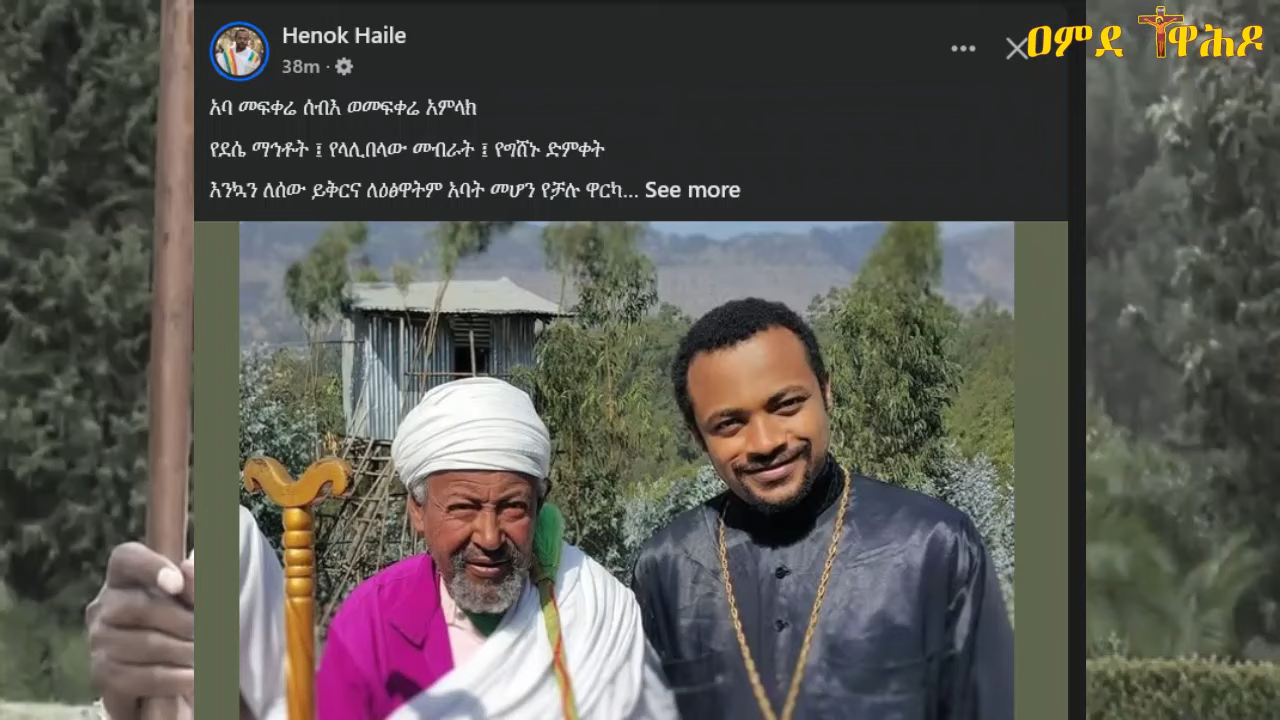 Henok Haile
38m ·
ዐምደ ተዋሕዶ
አባ መፍቀሬ ሰብእ ወመፍቀሬ አምላክ
የደሴ ማኅቶት ፤ የላሊበላው መብራት ፤ የግሸኑ ድምቀት
እንኳን ለሰው ይቅርና ለዕፅዋትም አባት መሆን የቻሉ ዋርካ... See more